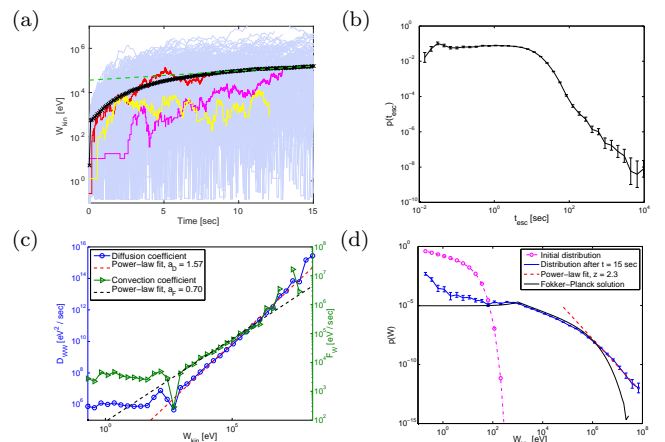 (a)
10^6
10^4
10^2
10^0
W_kin [eV]
0
5
10
15
Time [sec]
(b)
10^0
10^-2
10^-4
10^-6
10^-8
10^-10
p(t_esc)
10^-2
10^0
10^2
10^4
t_esc [sec]
(c)
10^16
10^14
10^12
10^10
10^8
10^6
D_WW [eV^2 / sec]
Diffusion coefficient
Power-law fit, a_D = 1.57
Convection coefficient
Power-law fit, a_F = 0.70
10^9
10^8
10^7
10^6
10^5
10^4
10^3
10^2
F_W [eV / sec]
10^0
10^5
W_kin [eV]
(d)
10^0
10^-5
10^-10
10^-15
p(W)
Initial distribution
Distribution after t = 15 sec
Power-law fit, z = 2.3
Fokker-Planck solution
10^-2
10^0
10^2
10^4
10^6
10^8
[eV]